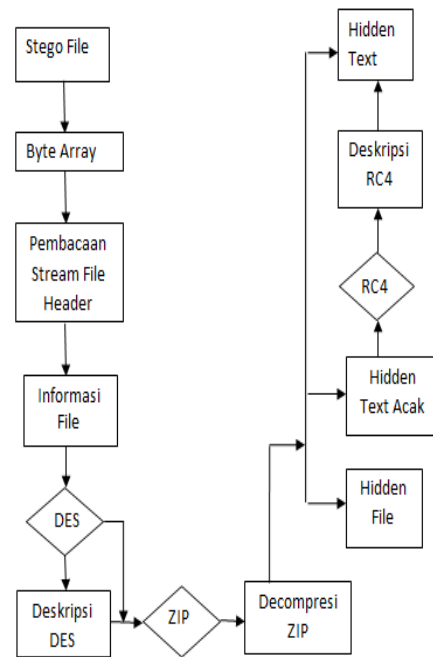 Stego File
Byte Array
Pembacaan
Stream File
Header
Informasi
File
DES
Deskripsi
DES
ZIP
Decompresi
ZIP
Hidden
Text
Deskripsi
RC4
RC4
Hidden
Text Acak
Hidden
File